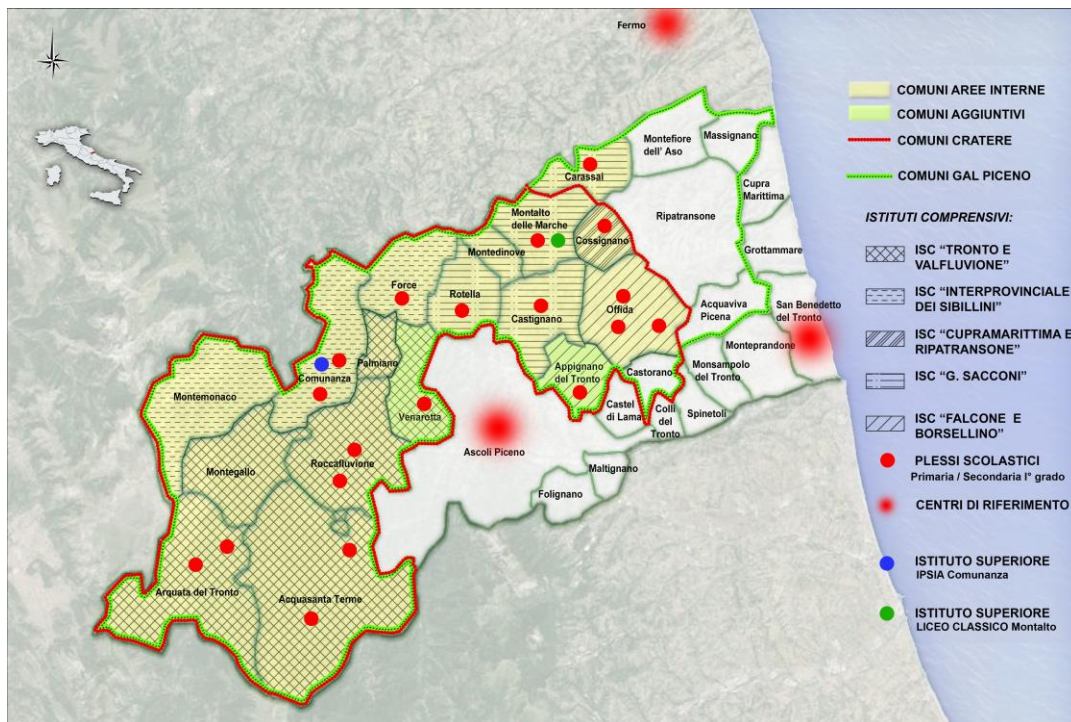 Fermo
Montefiore
dell' Aso
Massignano
Carassai
Cupra
Marittima
Ripatransone
Montalto
delle Marche
Cossignano
Montedinove
Grottammare
Force
Rotella
Castignano
Offida
Acquaviva
Picena
San Benedetto
del Tronto
Monteprandone
Palmiano
Appignano
del Tronto
Castorano
Monsampolo
del Tronto
Comunanza
Montemonaco
Venarotta
Castel
di Lama
Colli
del
Tronto
Spinetoli
Ascoli Piceno
Montegallo
Roccafluvione
Maltignano
Folignano
Arquata del Tronto
Acquasanta Terme
COMUNI AREE INTERNE
COMUNI AGGIUNTIVI
COMUNI CRATERE
COMUNI GAL PICENO
ISTITUTI COMPRENSIVI:
ISC "TRONTO E
VALFLUVIONE"
ISC "INTERPROVINCIALE
DEI SIBILLINI"
ISC "CUPRAMARITTIMA E
RIPATRANSONE"
ISC "G. SACCONI"
ISC "FALCONE E
BORSELLINO"
PLESSI SCOLASTICI
Primaria / Secondaria I° grado
CENTRI DI RIFERIMENTO
ISTITUTO SUPERIORE
IPSIA Comunanza
ISTITUTO SUPERIORE
LICEO CLASSICO Montalto